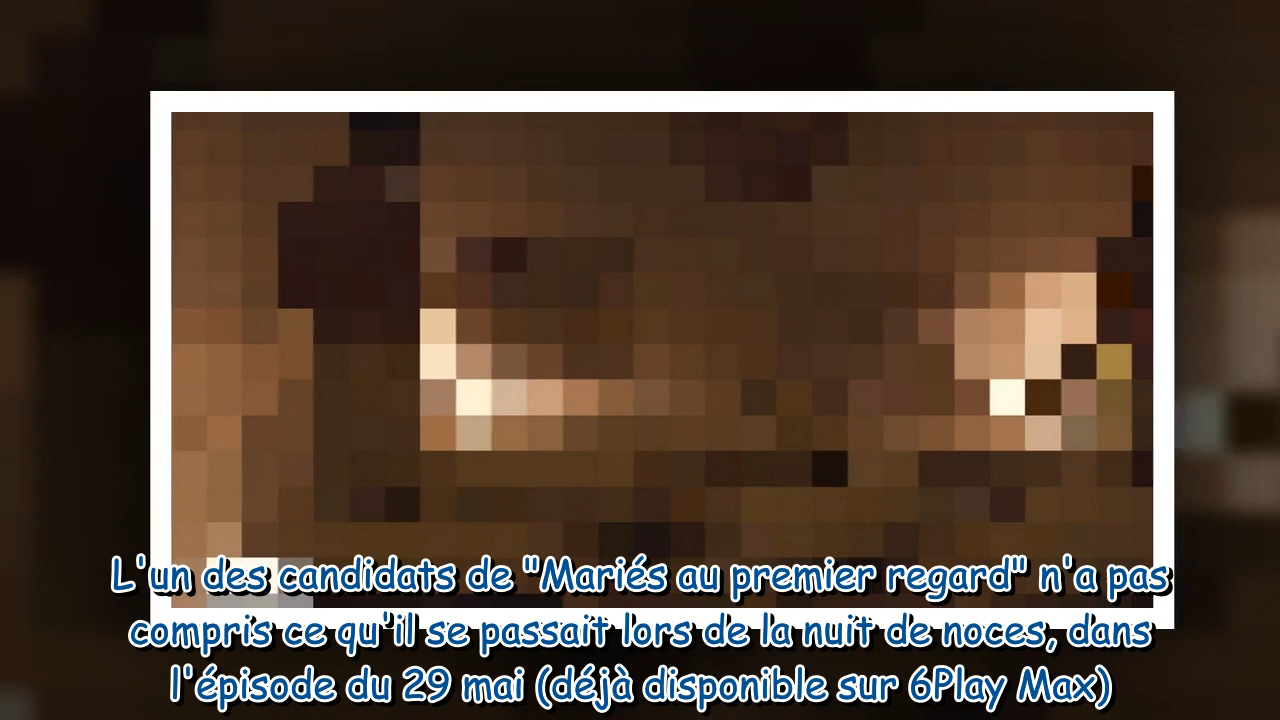 L'un des candidats de "Mariés au premier regard" n'a pas
compris ce qu'il se passait lors de la nuit de noces, dans
l'épisode du 29 mai (déjà disponible sur 6Play Max)